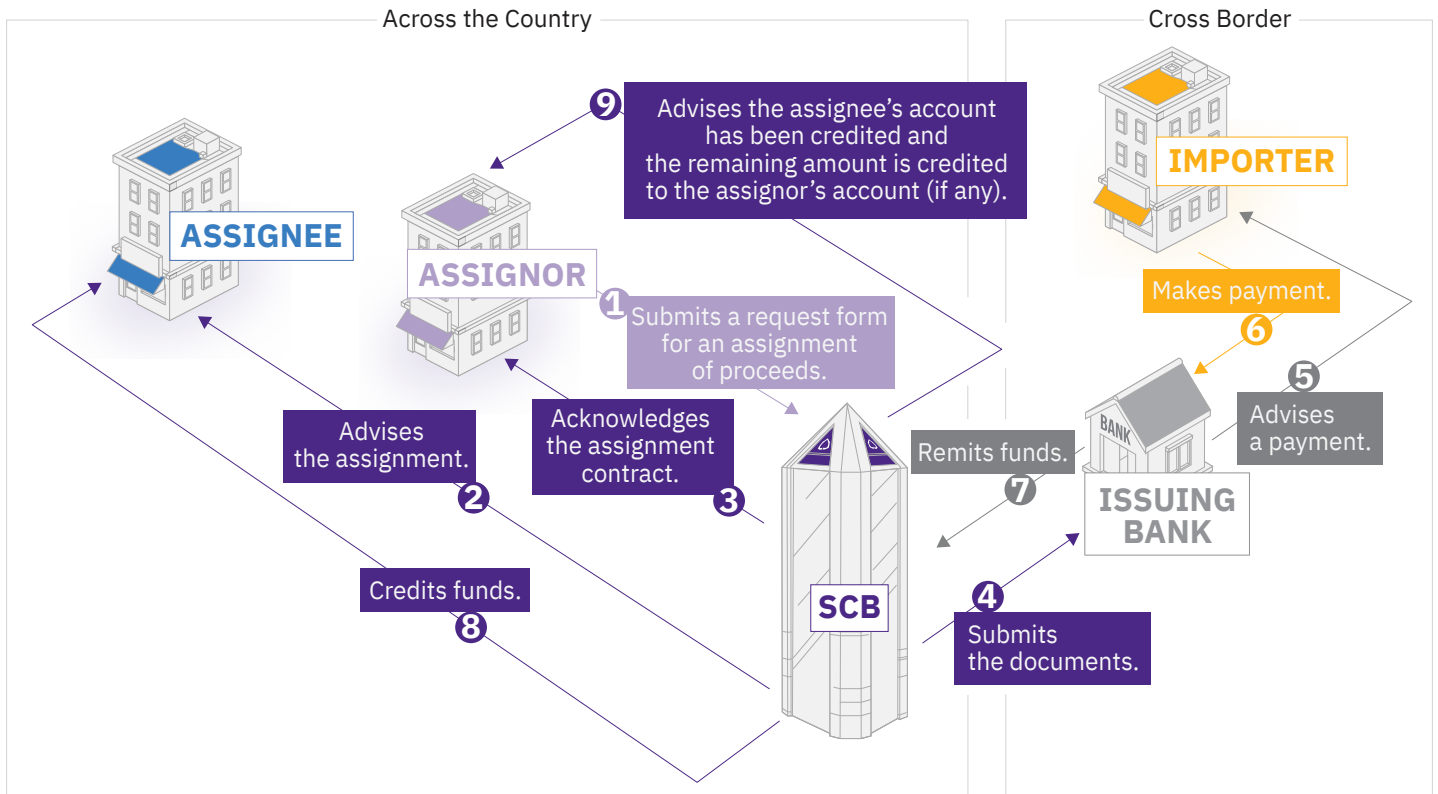 Across the Country
Cross Border
9
Advises the assignee’s account
has been credited and
the remaining amount is credited
to the assignor’s account (if any).
IMPORTER
ASSIGNEE
ASSIGNOR
1
Submits a request form
for an assignment
of proceeds.
Makes payment.
6
5
Advises
a payment.
Advises
the assignment.
2
Acknowledges
the assignment
contract.
3
BANK
Remits funds.
7
ISSUING
BANK
Credits funds.
8
SCB
4
Submits
the documents.